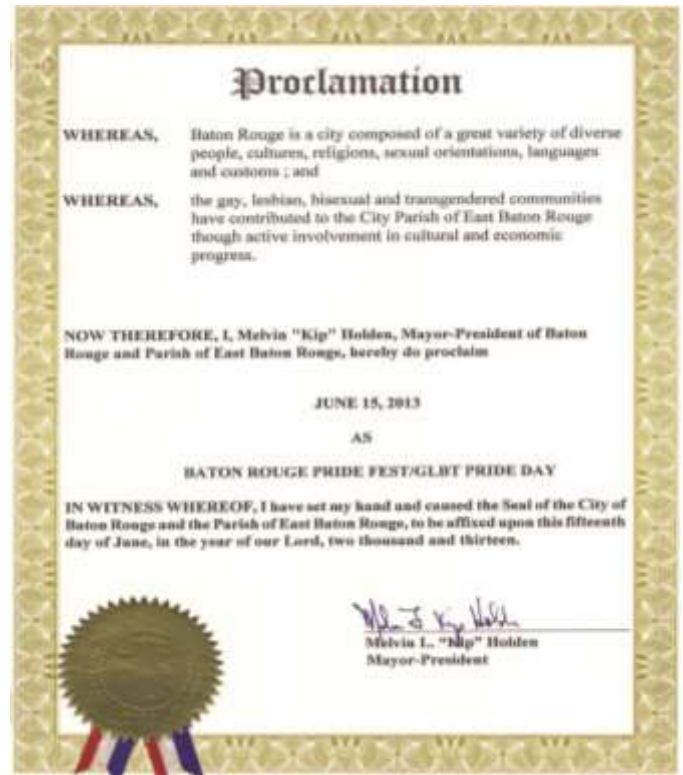 Proclamation
WHEREAS, Baton Rouge is a city composed of a great variety of diverse
people, cultures, religions, sexual orientations, languages
and customs ; and
WHEREAS, the gay, lesbian, bisexual and transgendered communities
have contributed to the City Parish of East Baton Rouge
though active involvement in cultural and economic
progress.
NOW THEREFORE, I, Melvin "Kip" Holden, Mayor-President of Baton
Rouge and Parish of East Baton Rouge, hereby do proclaim
JUNE 15, 2013
AS
BATON ROUGE PRIDE FEST/GLBT PRIDE DAY
IN WITNESS WHEREOF, I have set my hand and caused the Seal of the City of
Baton Rouge and the Parish of East Baton Rouge, to be affixed upon this fifteenth
day of June, in the year of our Lord, two thousand and thirteen.
Melvin L. "Kip" Holden
Mayor-President